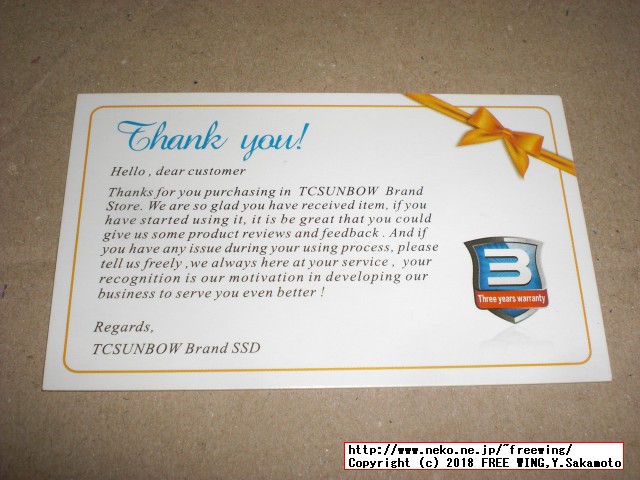 Thank you!
Hello , dear customer
Thanks for you purchasing in TCSUNBOW Brand
Store. We are so glad you have received item, if you
have started using it, it is be great that you could
give us some product reviews and feedback . And if
you have any issue during your using process, please
tell us freely ,we always here at your service , your
recognition is our motivation in developing our
business to serve you even better !
3
Three years warranty
Regards,
TCSUNBOW Brand SSD
http://www.neko.ne.jp/~freewing/
Copyright (c) 2018 FREE WING,Y.Sakamoto